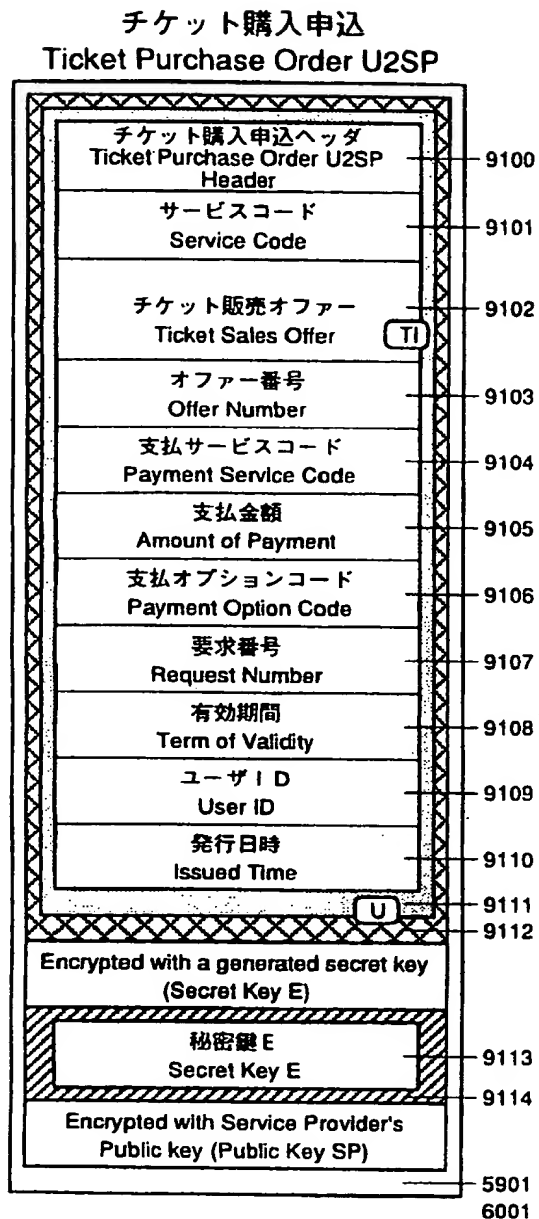 チケット購入申込
Ticket Purchase Order U2SP
チケット購入申込ヘッダ
Ticket Purchase Order U2SP
Header
9100
サービスコード
Service Code
9101
チケット販売オファー
Ticket Sales Offer
TI
9102
オファー番号
Offer Number
9103
支払サービスコード
Payment Service Code
9104
支払金額
Amount of Payment
9105
支払オプションコード
Payment Option Code
9106
要求番号
Request Number
9107
有効期間
Term of Validity
9108
ユーザID
User ID
9109
発行日時
Issued Time
9110
U
9111
9112
Encrypted with a generated secret key
(Secret Key E)
秘密鍵E
Secret Key E
9113
9114
Encrypted with Service Provider's
Public key (Public Key SP)
5901
6001